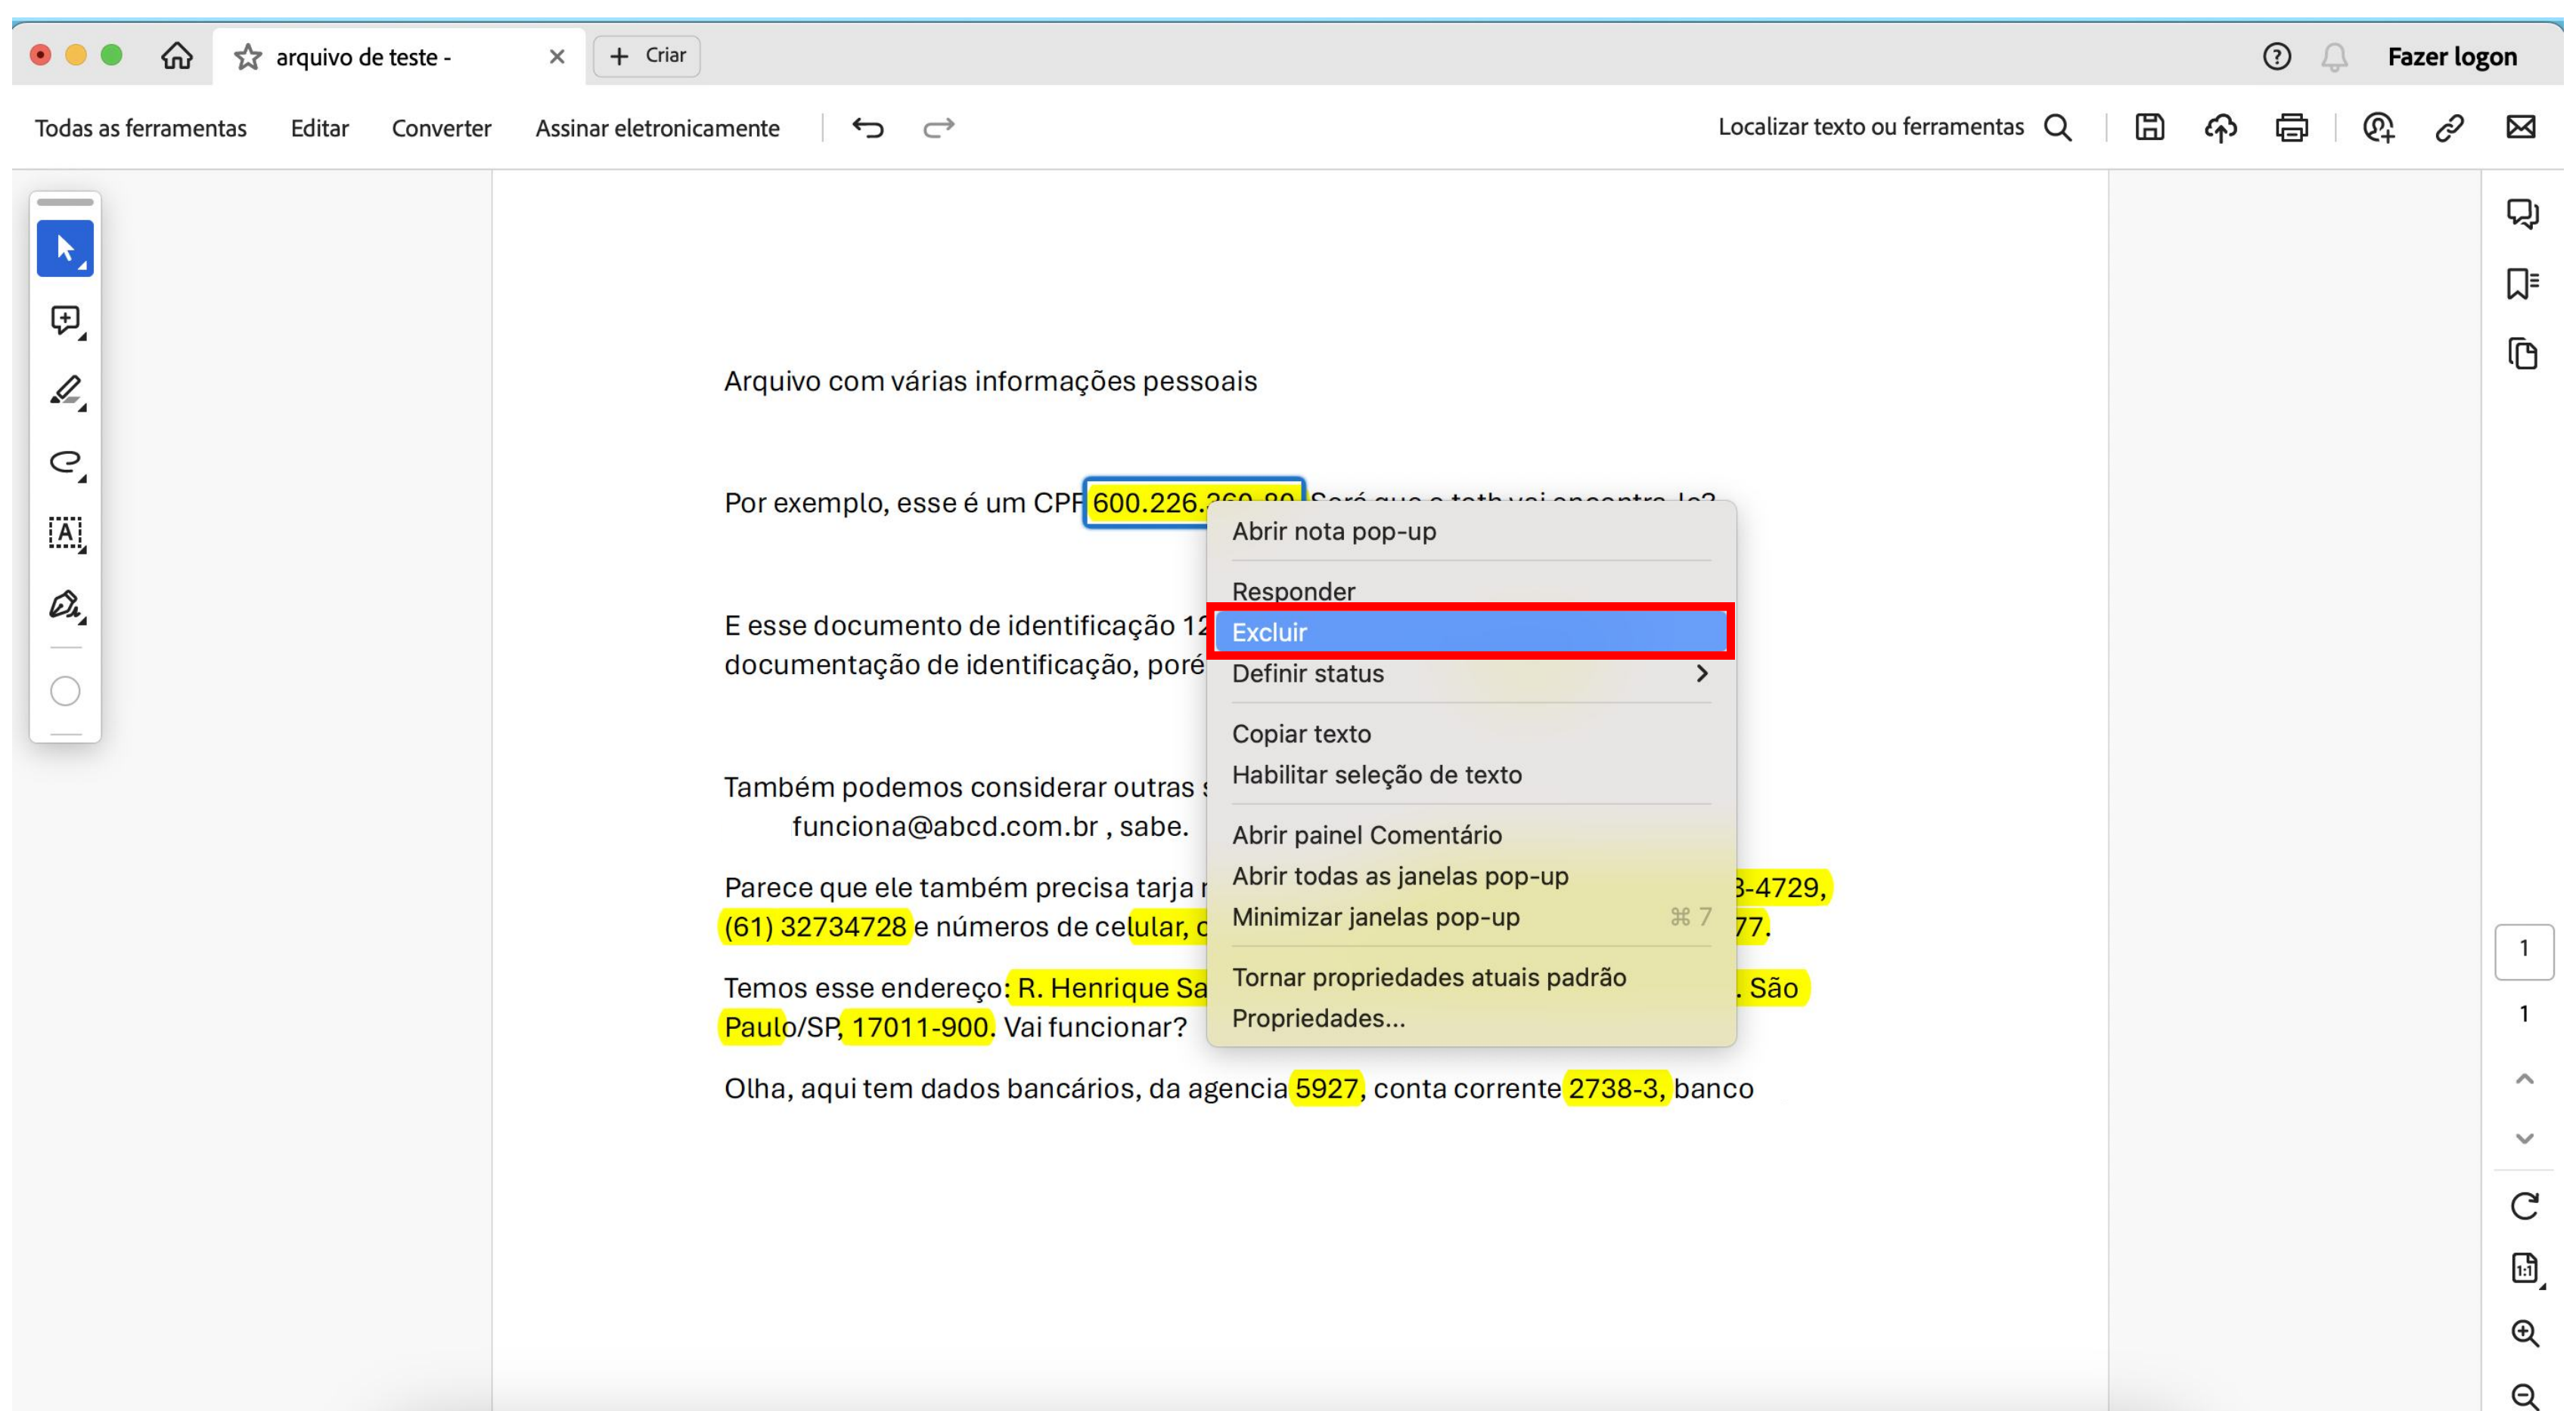 arquivo de teste -
Criar
Fazer logon
Todas as ferramentas Editar Converter Assinar eletronicamente
Localizar texto ou ferramentas
Arquivo com várias informações pessoais
Por exemplo, esse é um CPF 600.226.
E esse documento de identificação 12
documentação de identificação, poré
Também podemos considerar outras
funciona@abcd.com.br , sabe.
Parece que ele também precisa tarja 3-4729,
(61) 32734728 e números de celular, 77.
Temos esse endereço: R. Henrique Sa . São
Paulo/SP, 17011-900. Vai funcionar?
Olha, aqui tem dados bancários, da agencia 5927, conta corrente 2738-3, banco
Abrir nota pop-up
Responder
Excluir
Definir status
Copiar texto
Habilitar seleção de texto
Abrir painel Comentário
Abrir todas as janelas pop-up
Minimizar janelas pop-up ⌘ 7
Tornar propriedades atuais padrão
Propriedades...
1
1
1:1